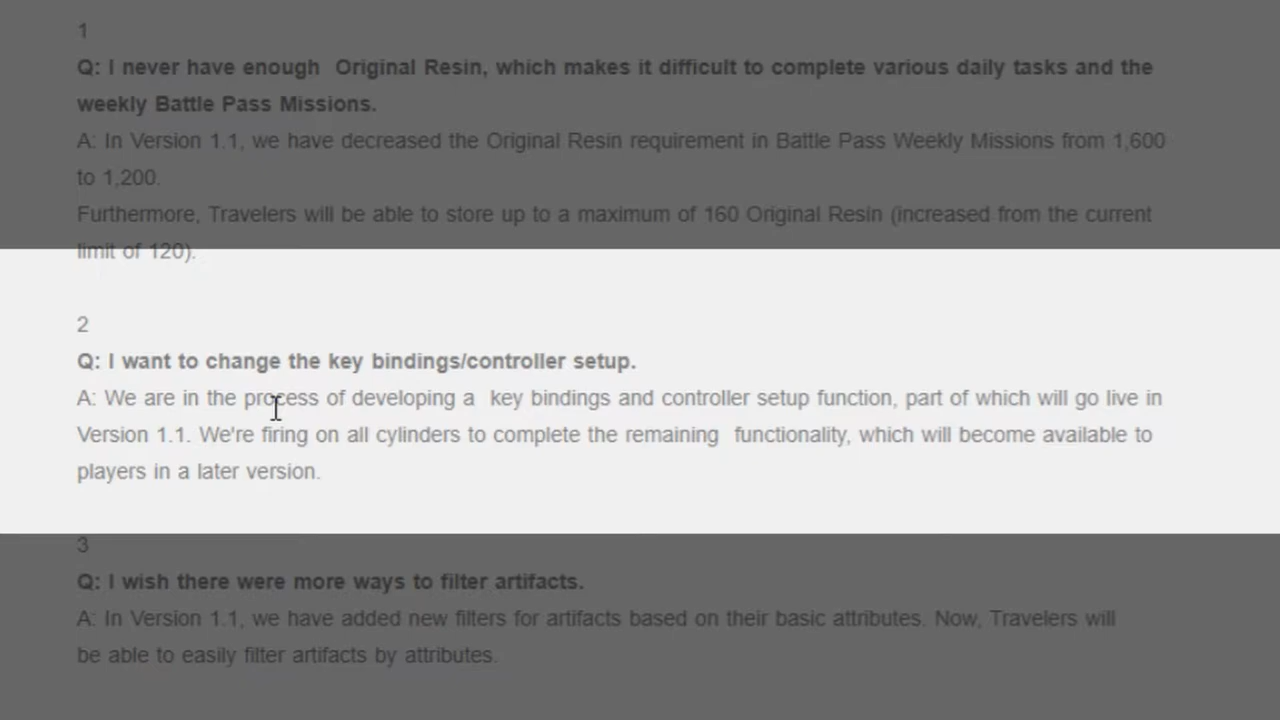 1
Q: I never have enough  Original Resin, which makes it difficult to complete various daily tasks and the
weekly Battle Pass Missions.
A: In Version 1.1, we have decreased the Original Resin requirement in Battle Pass Weekly Missions from 1,600
to 1,200.
Furthermore, Travelers will be able to store up to a maximum of 160 Original Resin (increased from the current
limit of 120).
2
Q: I want to change the key bindings/controller setup.
A: We are in the process of developing a  key bindings and controller setup function, part of which will go live in
Version 1.1. We're firing on all cylinders to complete the remaining  functionality, which will become available to
players in a later version.
3
Q: I wish there were more ways to filter artifacts.
A: In Version 1.1, we have added new filters for artifacts based on their basic attributes. Now, Travelers will
be able to easily filter artifacts by attributes.